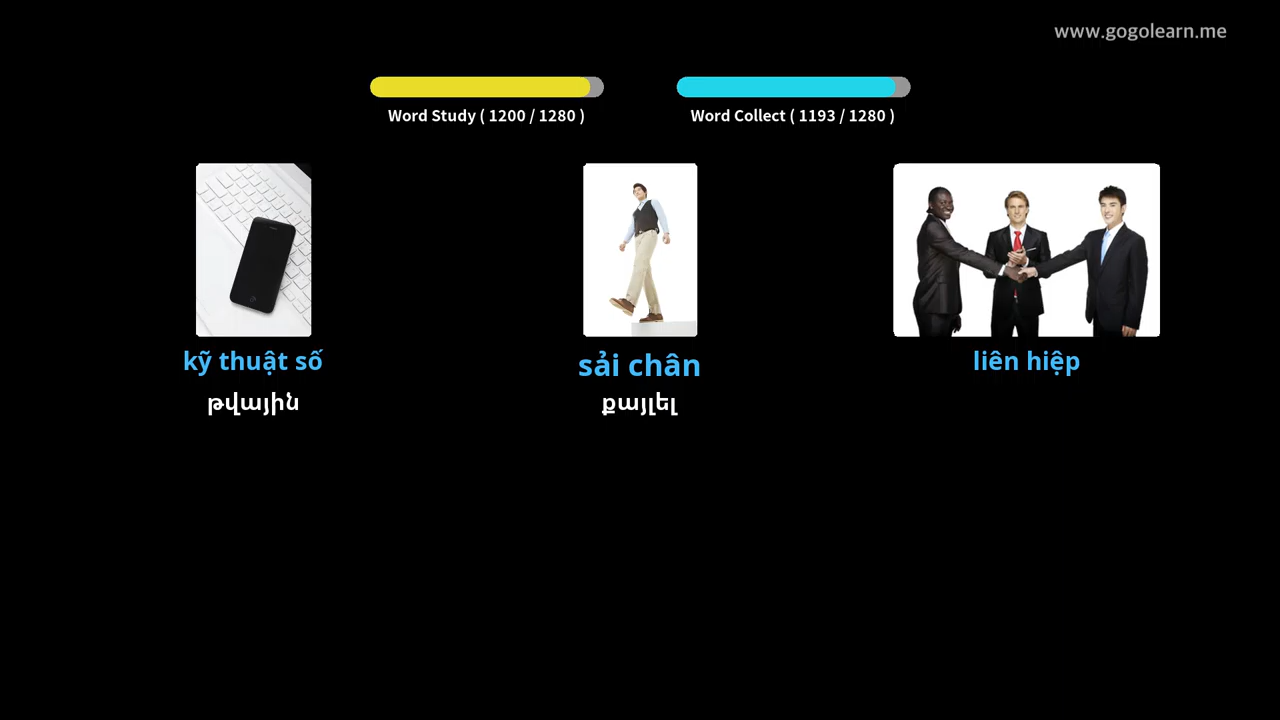 www.gogolearn.me
Word Study ( 1200 / 1280 )
Word Collect ( 1193 / 1280 )
kỹ thuật số
sải chân
liên hiệp
թվային
քայլել